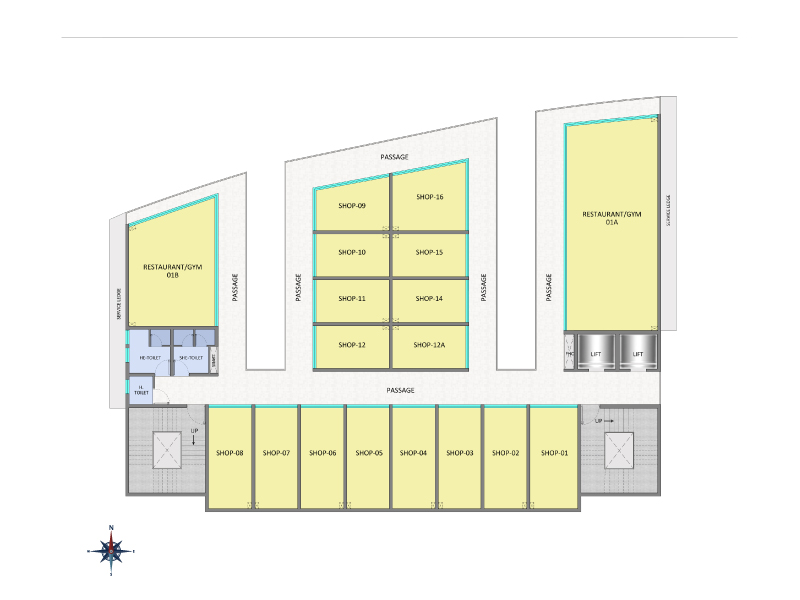 PASSAGE
SHOP-16
SHOP-09
RESTAURANT/GYM
01A
SERVICE LEDGE
SHOP-10
SHOP-15
RESTAURANT/GYM
01B
PASSAGE
PASSAGE
PASSAGE
PASSAGE
SERVICE LEDGE
SHOP-11
SHOP-14
SHOP-12
SHOP-12A
HE-TOILET
SHE-TOILET
FHC
LIFT
LIFT
H.
TOILET
PASSAGE
UP
UP
SHOP-08
SHOP-07
SHOP-06
SHOP-05
SHOP-04
SHOP-03
SHOP-02
SHOP-01
N
W
E
S